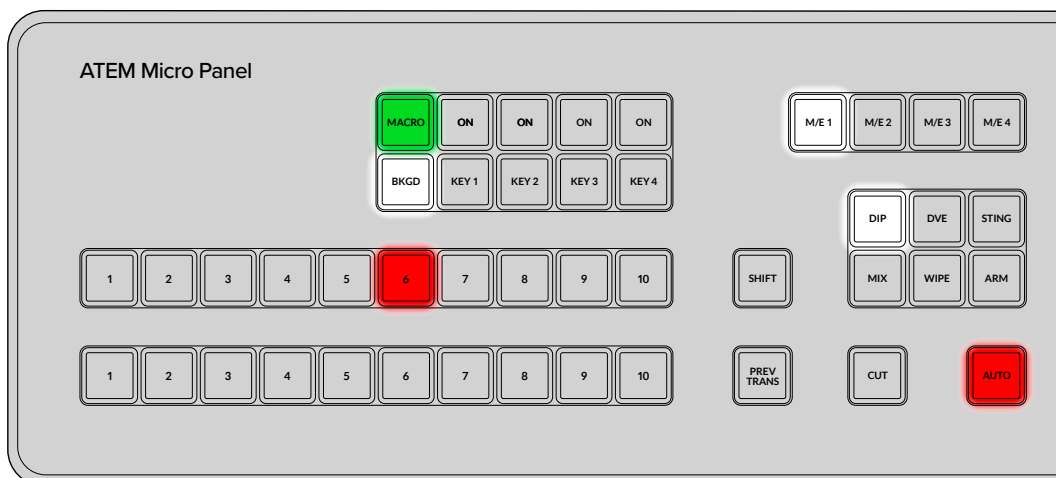 ATEM Micro Panel
MACRO ON ON ON ON
M/E 1 M/E 2 M/E 3 M/E 4
BKGD KEY 1 KEY 2 KEY 3 KEY 4
DIP DVE STING
1 2 3 4 5 6 7 8 9 10
SHIFT
MIX WIPE ARM
1 2 3 4 5 6 7 8 9 10
PREV
TRANS
CUT
AUTO